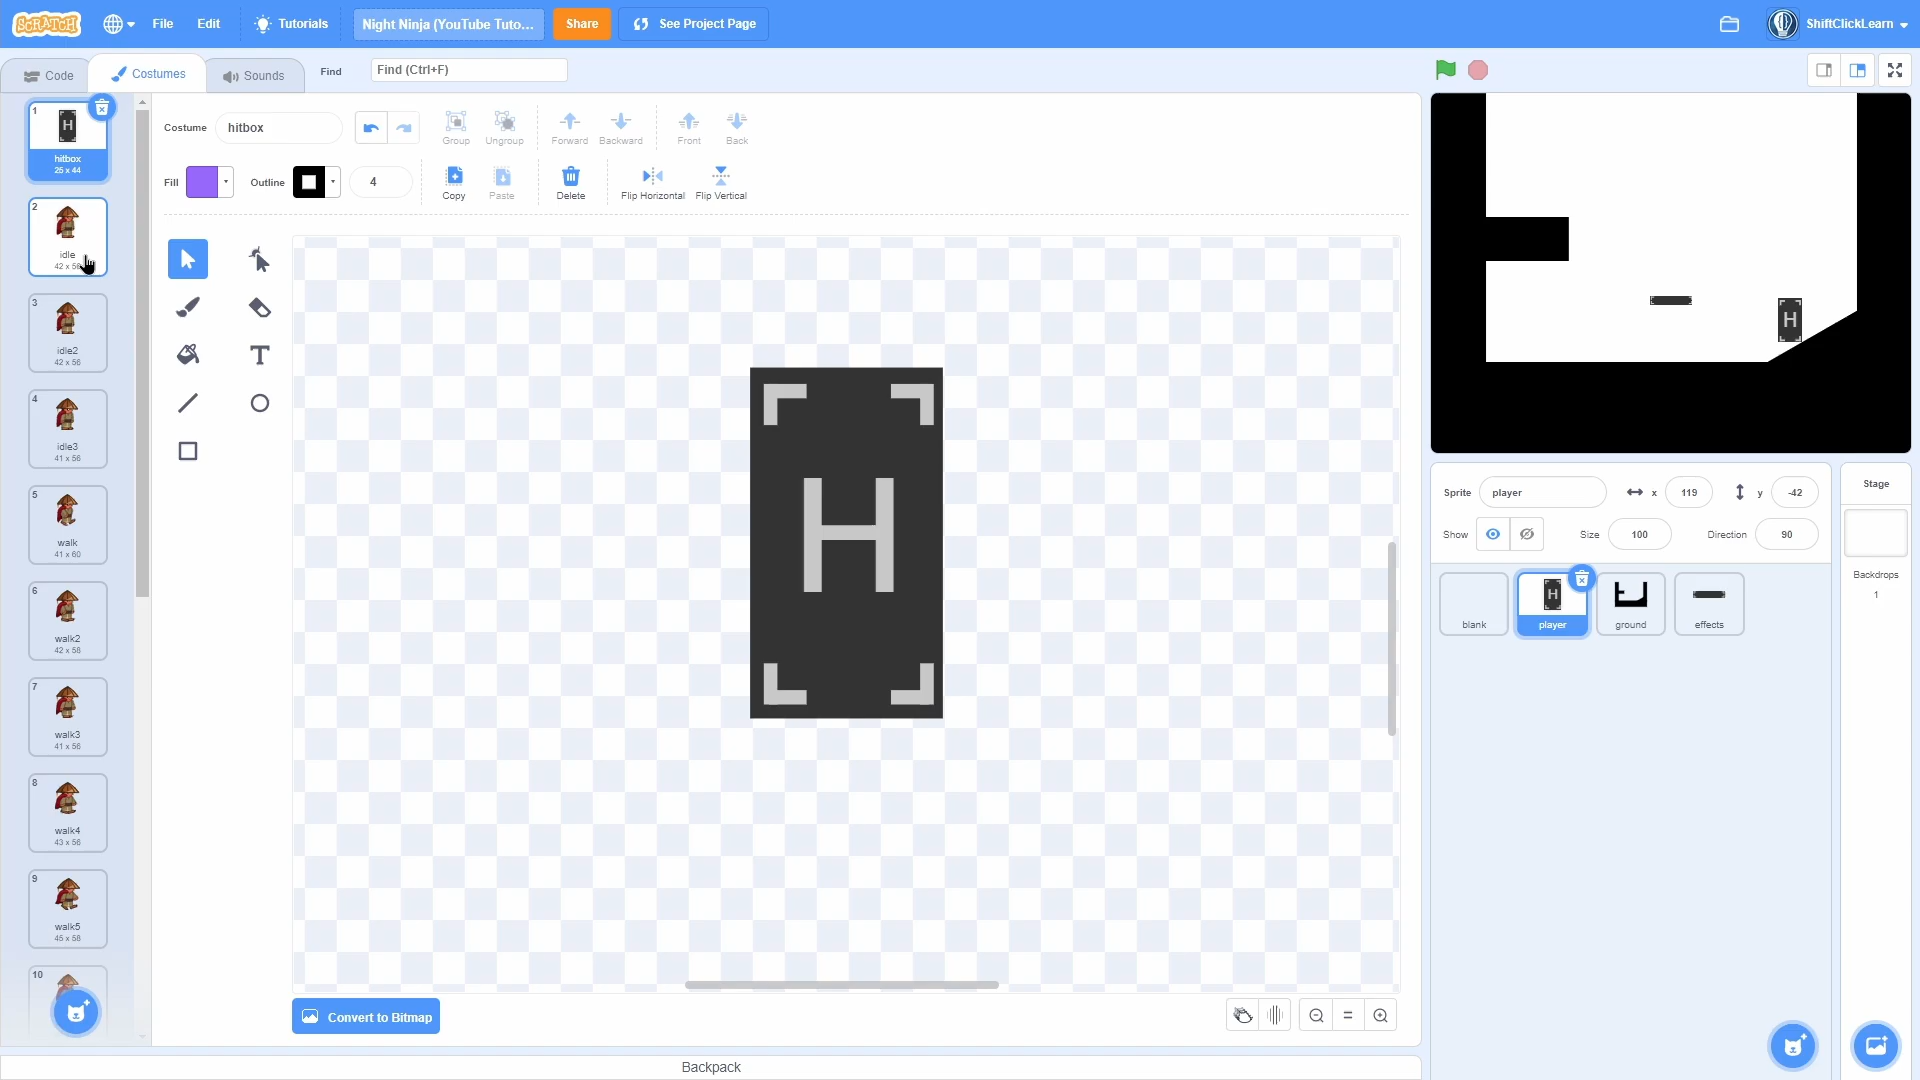 SCRATCH
File
Edit
Tutorials
Night Ninja (YouTube Tuto...
Share
See Project Page
ShiftClickLearn
Code
Costumes
Sounds
Find
Find (Ctrl+F)
1
H
hitbox
25 x 44
2
idle
3
idle2
42 x 56
4
idle3
41 x 56
5
walk
41 x 60
6
walk2
42 x 58
7
walk3
41 x 56
8
walk4
43 x 56
9
walk5
45 x 58
10
Costume
hitbox
Group
Ungroup
Forward
Backward
Front
Back
Fill
Outline
4
Copy
Paste
Delete
Flip Horizontal
Flip Vertical
T
H
Convert to Bitmap
Backpack
H
Sprite
player
x
119
y
-42
Show
Size
100
Direction
90
blank
H
player
ground
effects
Stage
Backdrops
1